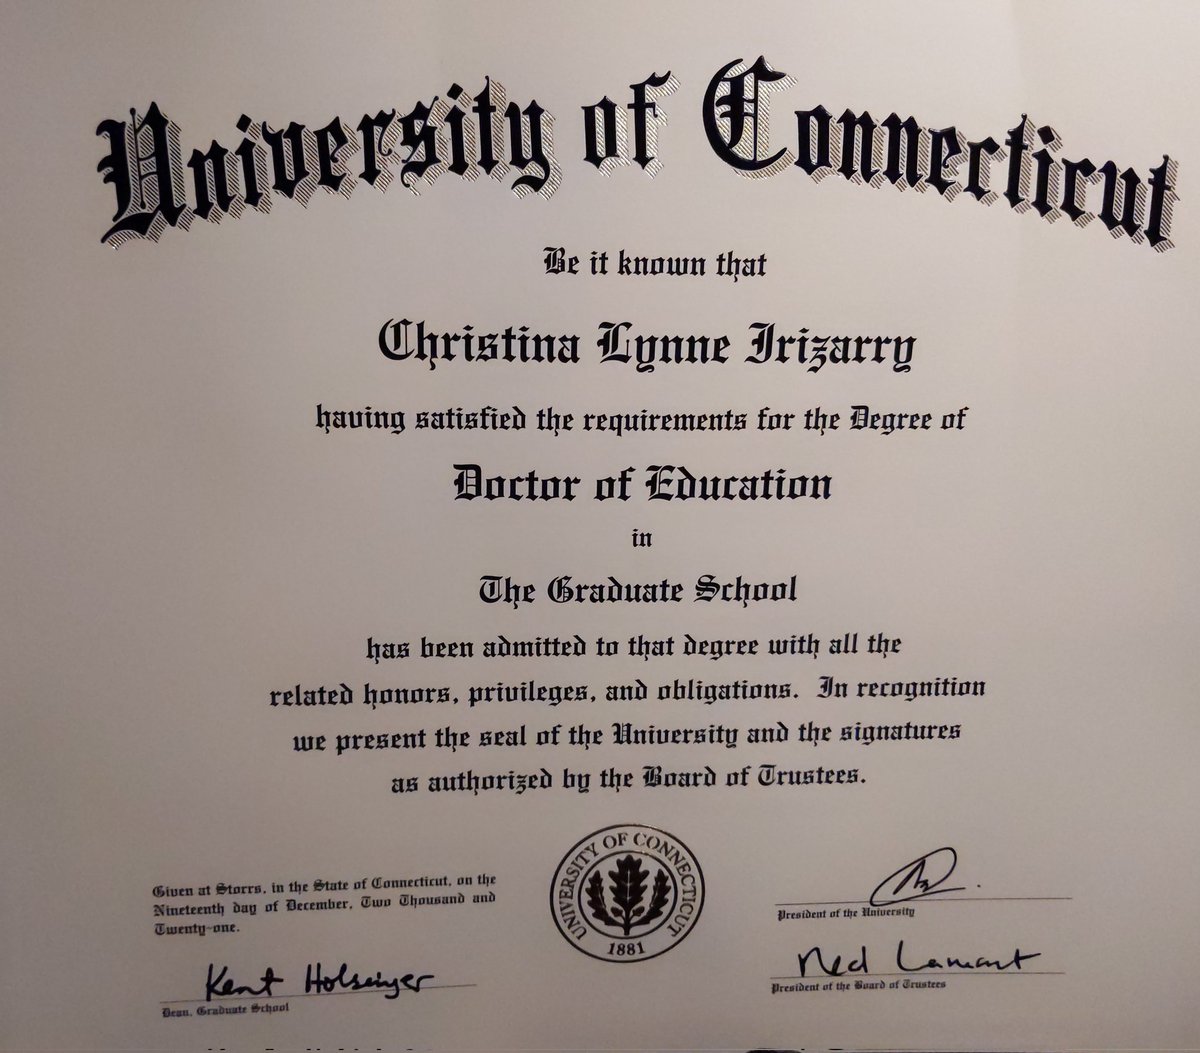 University of Connecticut
Be it known that
Christina Lynne Irizarry
having satisfied the requirements for the Degree of
Doctor of Education
in
The Graduate School
has been admitted to that degree with all the
related honors, privileges, and obligations. In recognition
we present the seal of the University and the signatures
as authorized by the Board of Trustees.
Given at Storrs, in the State of Connecticut, on the
Nineteenth day of December, Two Thousand and
Twenty-one.
Kent Holsinger
Dean, Graduate School
UNIVERSITY OF CONNECTICUT
1881
President of the University
Ned Lamont
President of the Board of Trustees